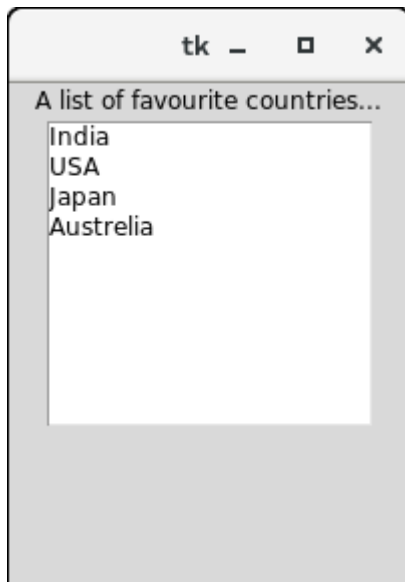 tk
A list of favourite countries...
India
USA
Japan
Austrelia